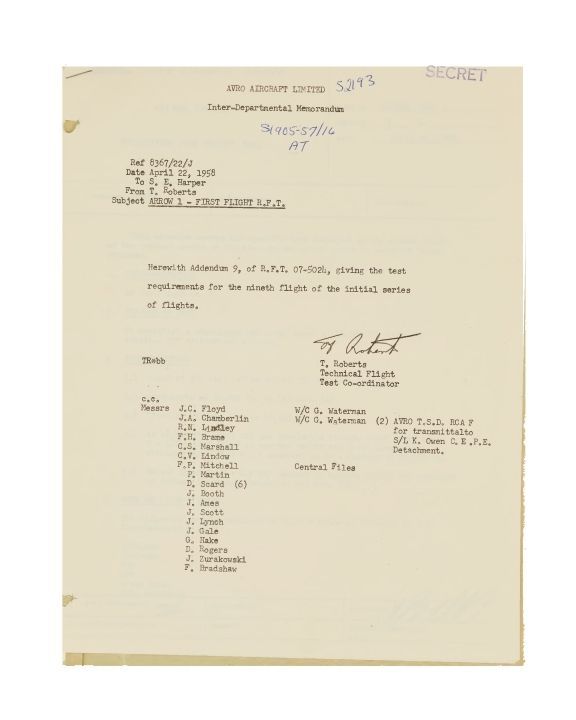 SECRET
AVRO AIRCRAFT LIMITED S2193
Inter-Departmental Memorandum
S1905-57/16
AT
Ref 8367/22/J
Date April 22, 1958
To S. E. Harper
From T. Roberts
Subject ARROW 1 - FIRST FLIGHT R.F.T.
Herewith Addendum 9, of R.F.T. 07-5024, giving the test
requirements for the nineth flight of the initial series
of flights.
T. Roberts
TR*bb
Technical Flight
Test Co-ordinator
c.c.
Messrs J.C. Floyd W/C G. Waterman
J.A. Chamberlin W/C G. Waterman (2) AVRO T.S.D. RCAF
R.N. Lindley for transmittalto
F.H. Brame S/L K. Owen C.E.P.E.
C.S. Marshall Detachment.
C.V. Lindow
F.P. Mitchell Central Files
P. Martin
D. Scard (6)
J. Booth
J. Ames
J. Scott
J. Lynch
J. Gale
G. Hake
D. Rogers
J. Zurakowski
F. Bradshaw